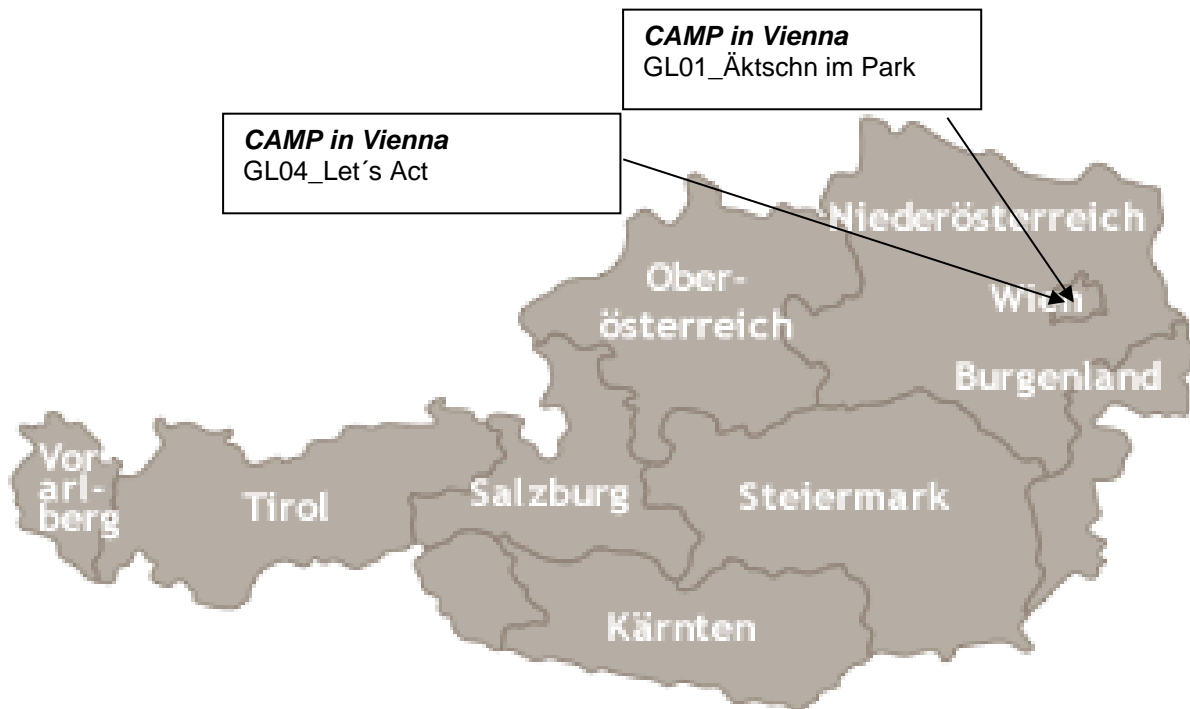 CAMP in Vienna
GL01_Äktschn im Park
CAMP in Vienna
GL04_Let´s Act
Niederösterreich
Ober-
österreich
Wien
Burgenland
Vor-
arl-
berg
Tirol
Salzburg
Steiermark
Kärnten